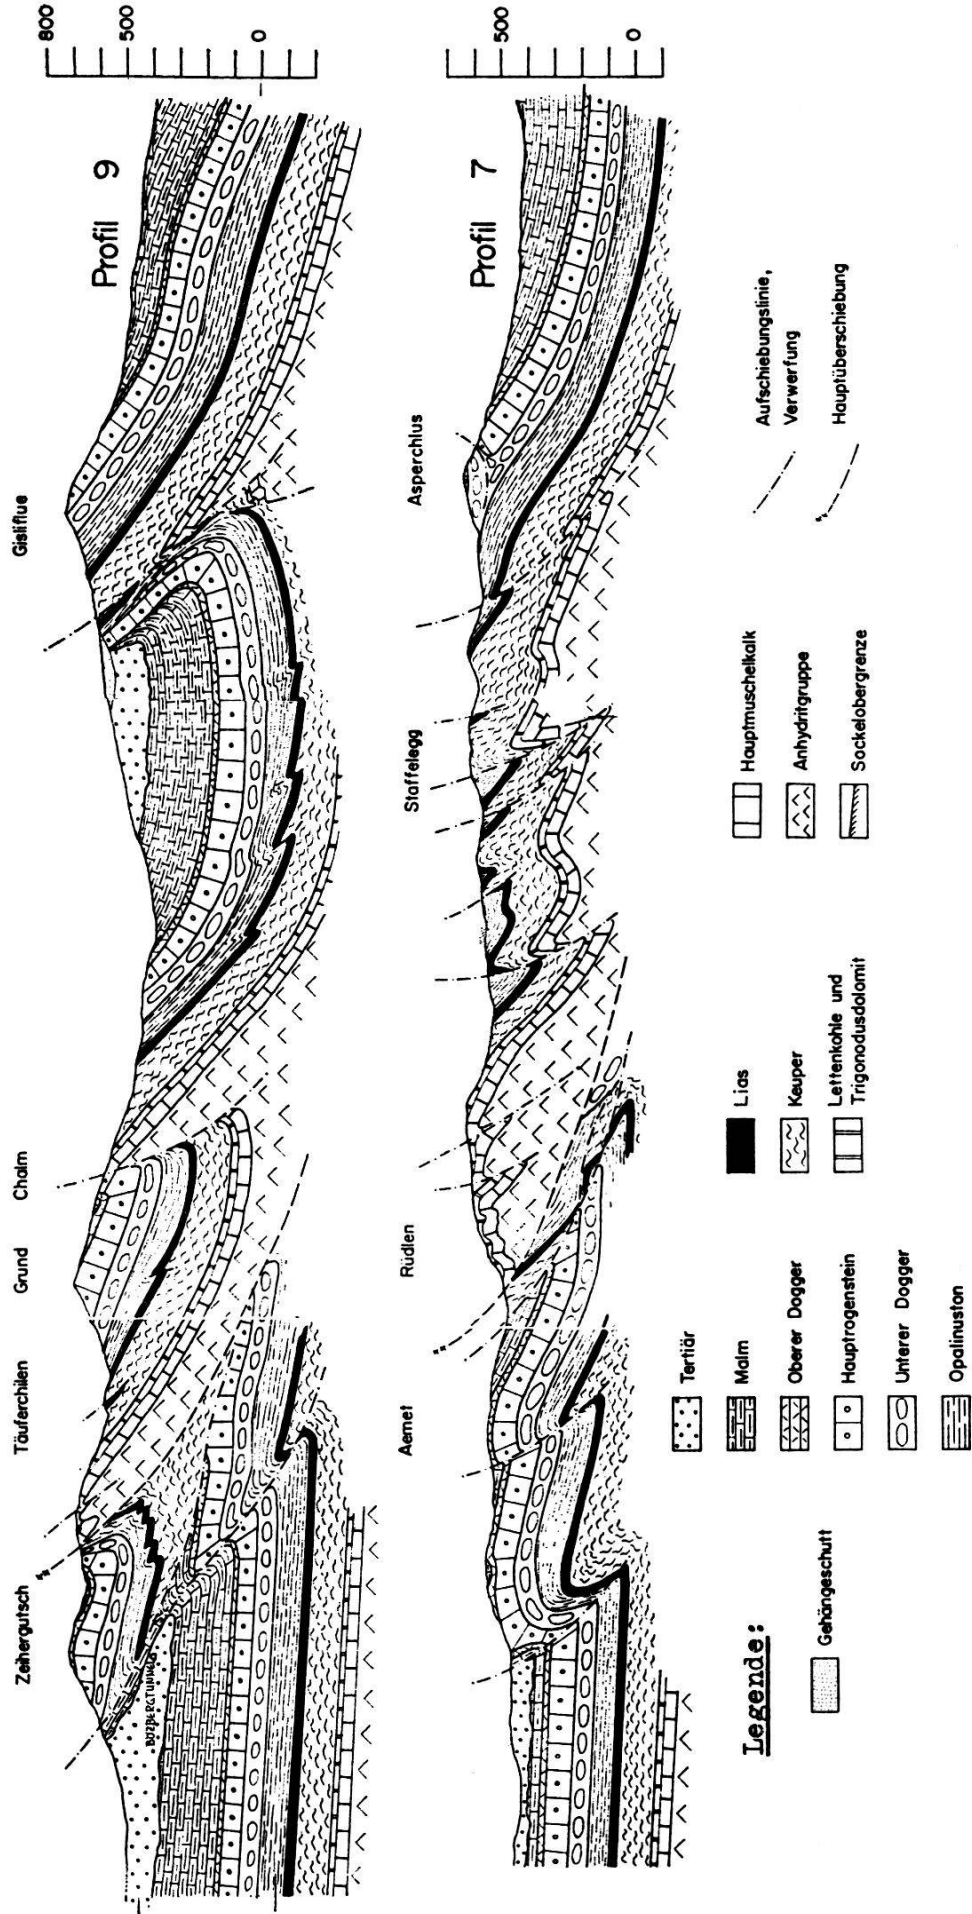 Zeihergutsch
Täuferchilen
Grund
Cholm
Gisliflue
800
500
0
Profil 9
BÖZBERGTUNNELS
Aemet
Rüdlen
Staffelegg
Asperchlus
500
0
Profil 7
Legende:
Gehängeschutt
Tertiär
Malm
Oberer Dogger
Hauptrogenstein
Unterer Dogger
Opalinuston
Lias
Keuper
Lettenkohle und
Trigonodusdolomit
Hauptmuschelkalk
Anhydritgruppe
Sockelobergrenze
Aufschiebungslinie,
Verwerfung
Hauptüberschiebung